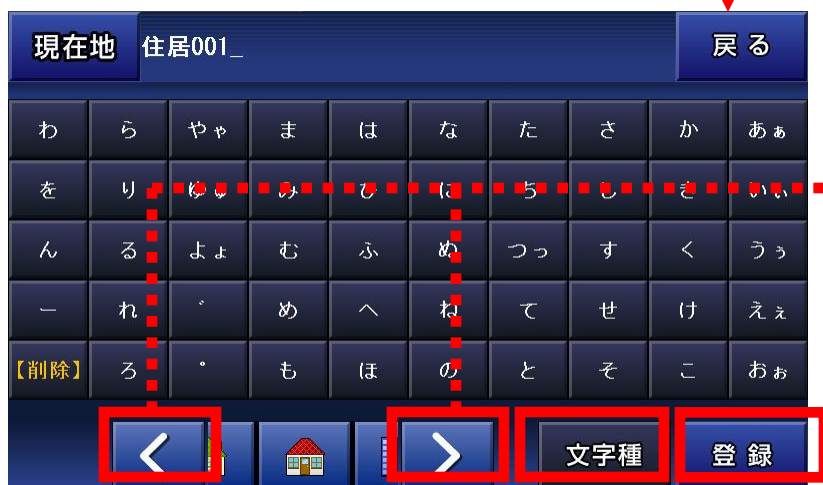 現在地 住居001_ 戻る
わ ら やゃ ま は な た さ か あぁ
を り ゆゅ み ひ に ち し き いぃ
ん る よょ む ふ ぬ つっ す く うぅ
ー れ ゛ め へ ね て せ け えぇ
【削除】 ろ ゜ も ほ の と そ こ おぉ
< > 文字種 登録